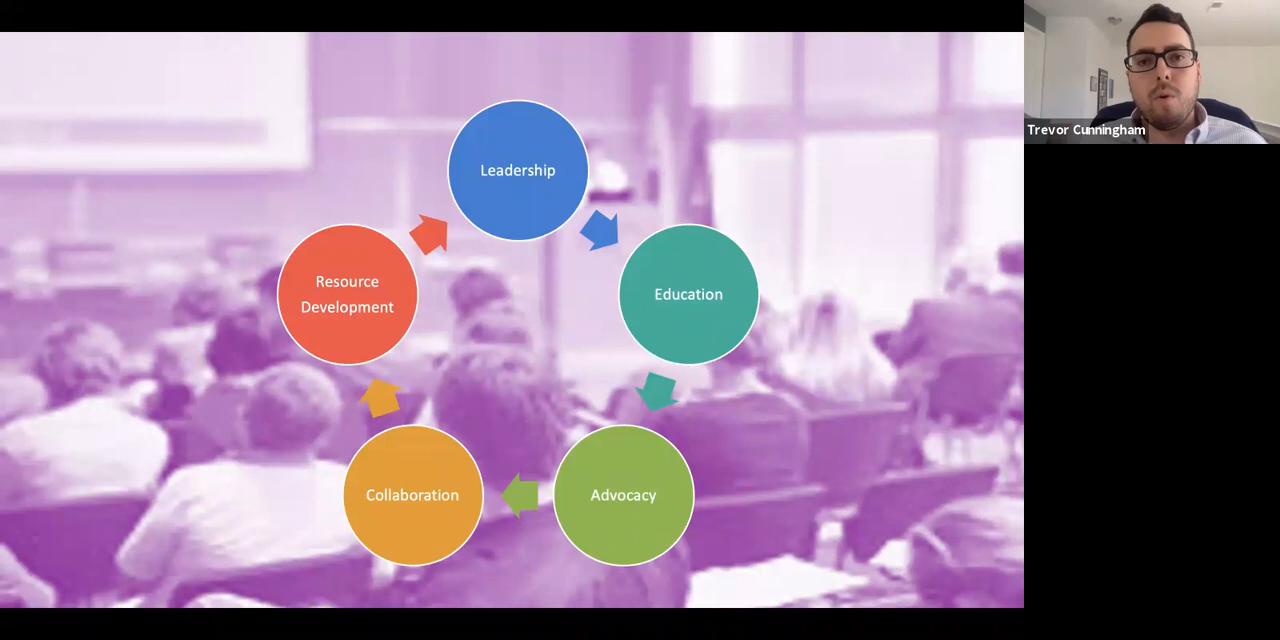 Leadership
Education
Advocacy
Collaboration
Resource
Development
Trevor Cunningham